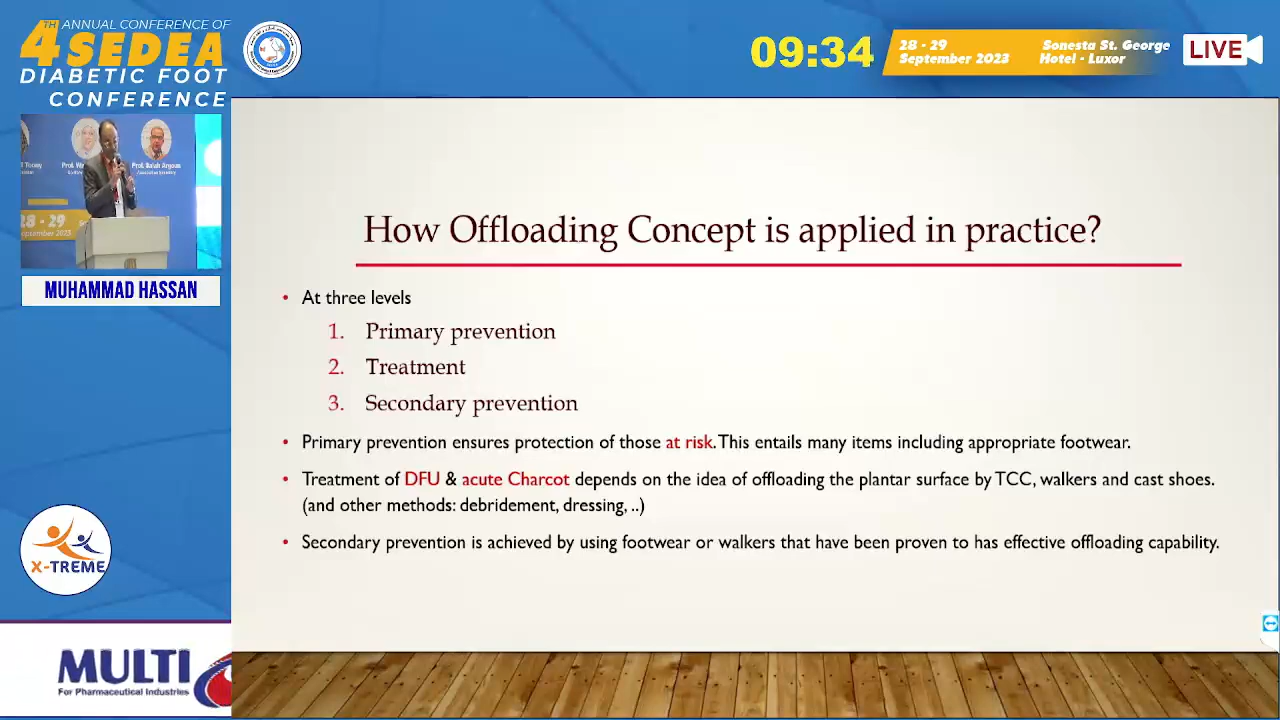 4TH ANNUAL CONFERENCE OF
SEDEA
DIABETIC FOOT
CONFERENCE
09:34
28 - 29
September 2023
Sonesta St. George
Hotel - Luxor
LIVE
28 - 29
September 2023
MUHAMMAD HASSAN
How Offloading Concept is applied in practice?
• At three levels
1. Primary prevention
2. Treatment
3. Secondary prevention
• Primary prevention ensures protection of those at risk. This entails many items including appropriate footwear.
• Treatment of DFU & acute Charcot depends on the idea of offloading the plantar surface by TCC, walkers and cast shoes.
(and other methods: debridement, dressing, ..)
• Secondary prevention is achieved by using footwear or walkers that have been proven to has effective offloading capability.
X-TREME
MULTI
For Pharmaceutical Industries